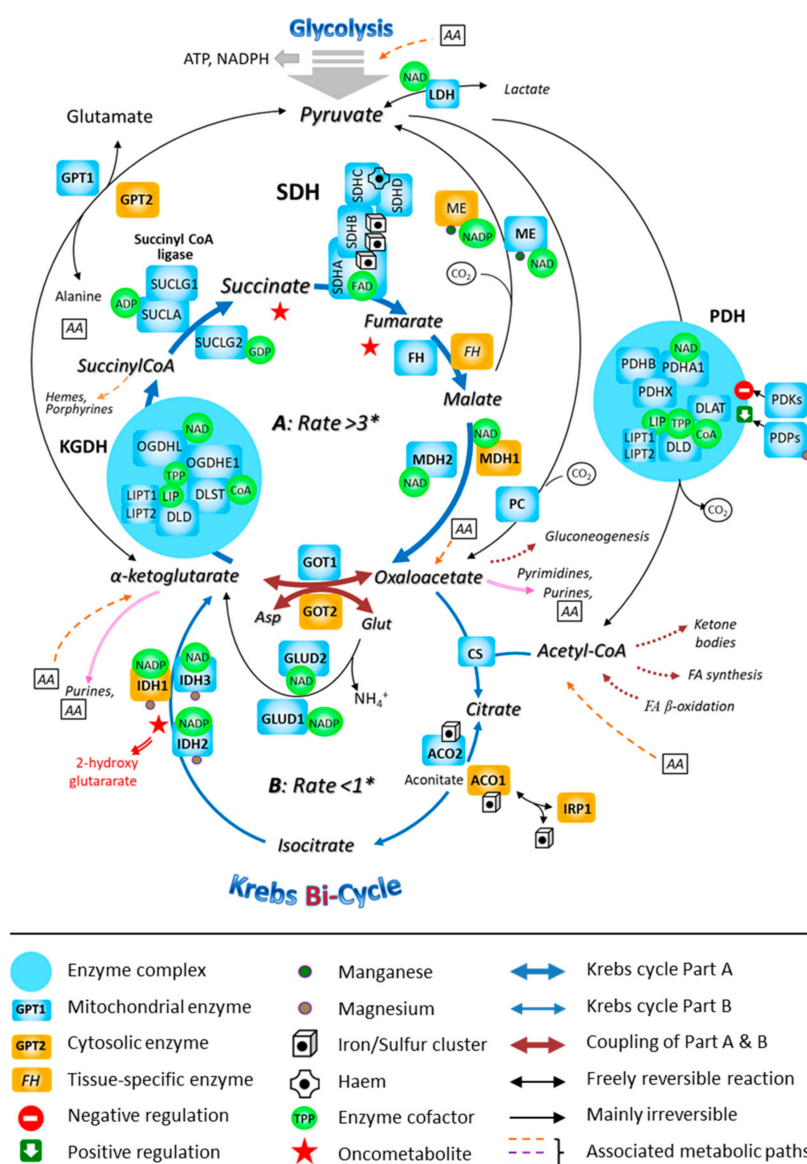 Glycolysis
AA
ATP, NADPH
NAD
LDH
Lactate
Pyruvate
Glutamate
GPT1
GPT2
SDH
SDHC
SDHD
SDHB
SDHA
FAD
ME
NADP
ME
NAD
CO2
Succinyl CoA
ligase
SUCLG1
ADP
SUCLA
SUCLG2
GDP
Alanine
AA
Succinate
Fumarate
FH
FH
Malate
SuccinylCoA
Hemes,
Porphyrines
A: Rate >3*
PDH
NAD
PDHB
PDHA1
PDHX
DLAT
LIP
TPP
CoA
LIPT1
LIPT2
DLD
PDKs
PDPs
CO2
KGDH
NAD
OGDHL
OGDHE1
TPP
LIP
CoA
LIPT1
LIPT2
DLST
DLD
NAD
MDH2
MDH1
NAD
CO2
PC
AA
Gluconeogenesis
α-ketoglutarate
GOT1
GOT2
Oxaloacetate
Asp
Glut
Pyrimidines,
Purines,
AA
GLUD2
NAD
GLUD1
NADP
NH4+
CS
Acetyl-CoA
Ketone
bodies
FA synthesis
FA β-oxidation
AA
AA
Purines,
AA
NADP
IDH1
NAD
IDH3
NADP
IDH2
2-hydroxy
glutararate
Citrate
ACO2
Aconitate
ACO1
IRP1
B: Rate <1*
Isocitrate
Krebs Bi-Cycle
Enzyme complex
Manganese
Krebs cycle Part A
GPT1
Mitochondrial enzyme
Magnesium
Krebs cycle Part B
GPT2
Cytosolic enzyme
Iron/Sulfur cluster
Coupling of Part A & B
FH
Tissue-specific enzyme
Haem
Freely reversible reaction
Negative regulation
TPP
Enzyme cofactor
Mainly irreversible
Positive regulation
Oncometabolite
Associated metabolic paths